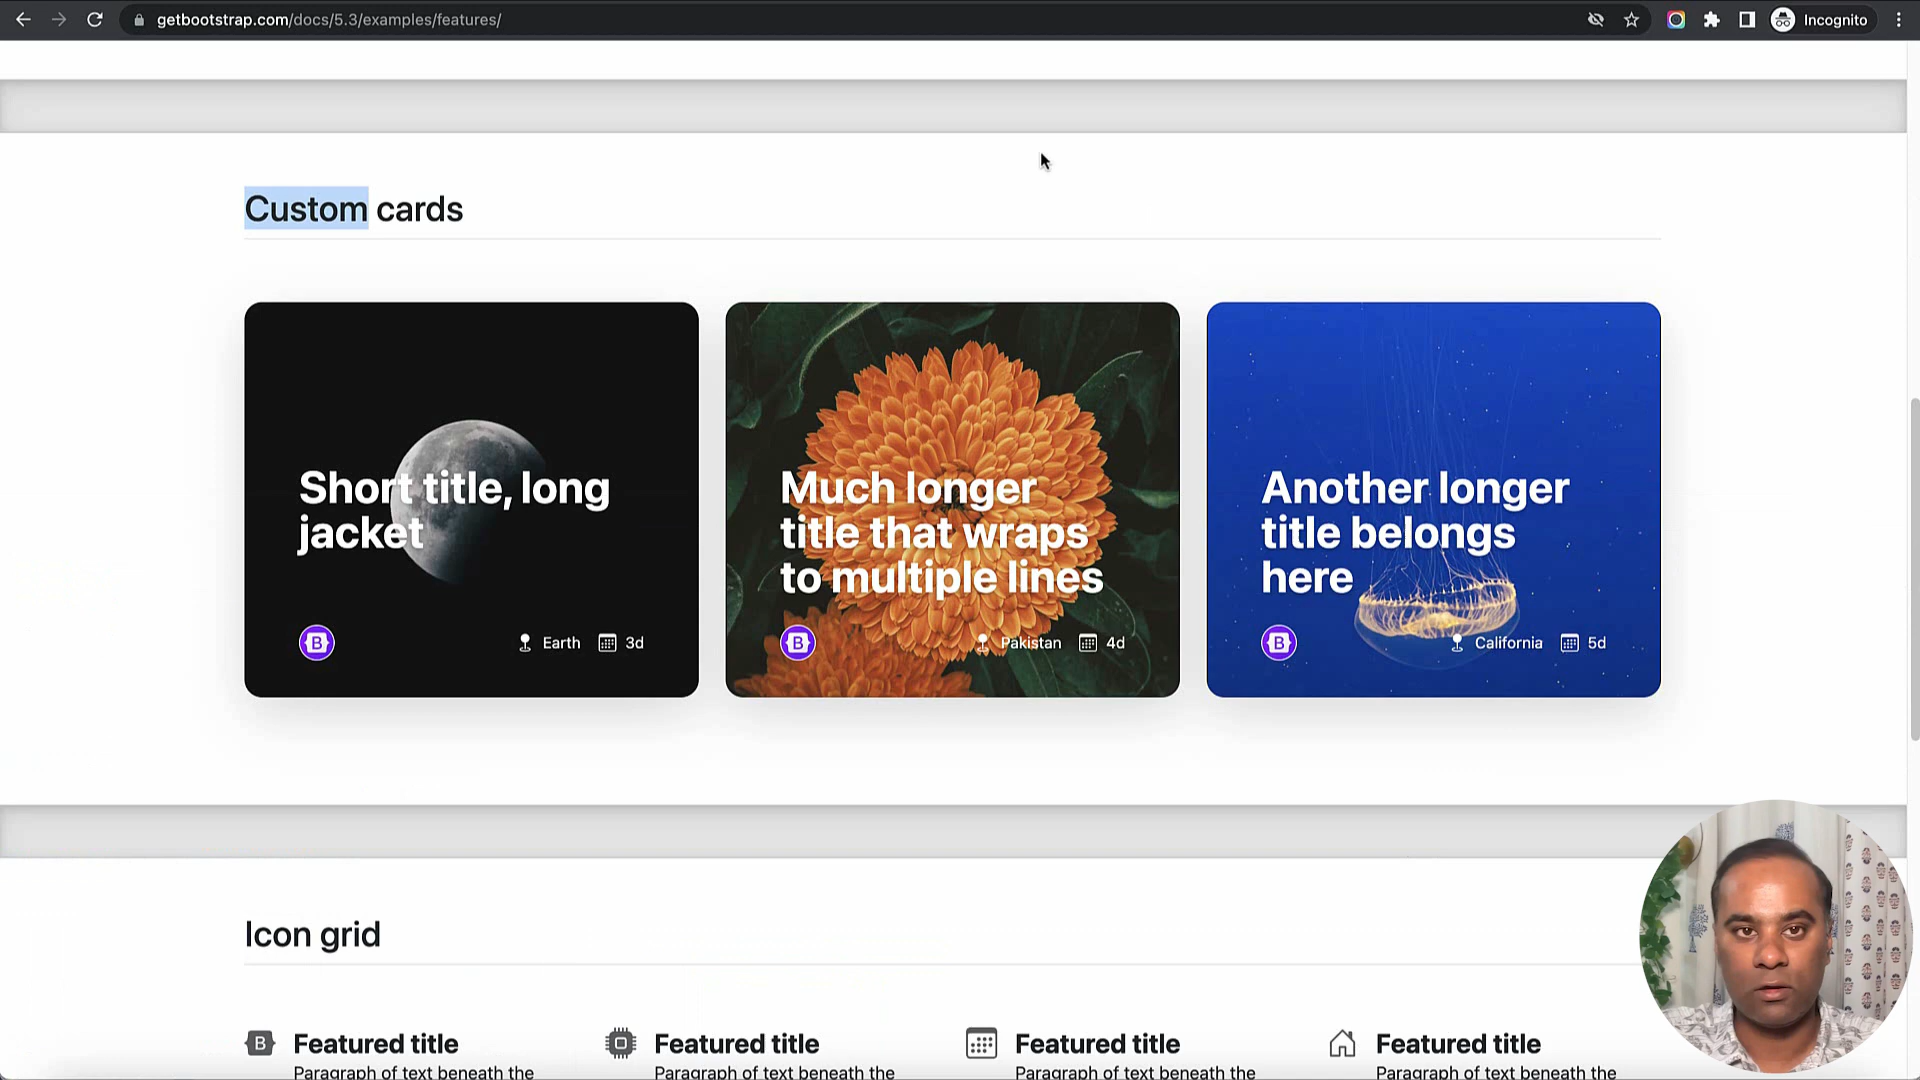 getbootstrap.com/docs/5.3/examples/features/
Incognito
Custom cards
Short title, long
jacket
Earth
3d
Much longer
title that wraps
to multiple lines
Pakistan
4d
Another longer
title belongs
here
California
5d
Icon grid
Featured title
Paragraph of text beneath the
Featured title
Paragraph of text beneath the
Featured title
Paragraph of text beneath the
Featured title
Paragraph of text beneath the